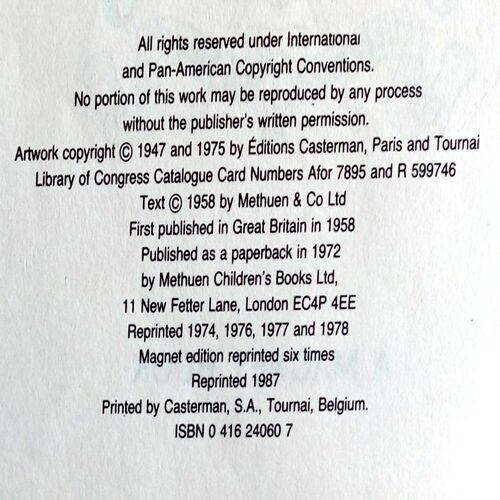 All rights reserved under International
and Pan-American Copyright Conventions.
No portion of this work may be reproduced by any process
without the publisher's written permission.
Artwork copyright © 1947 and 1975 by Éditions Casterman, Paris and Tournai
Library of Congress Catalogue Card Numbers Afor 7895 and R 599746
Text © 1958 by Methuen & Co Ltd
First published in Great Britain in 1958
Published as a paperback in 1972
by Methuen Children's Books Ltd,
11 New Fetter Lane, London EC4P 4EE
Reprinted 1974, 1976, 1977 and 1978
Magnet edition reprinted six times
Reprinted 1987
Printed by Casterman, S.A., Tournai, Belgium.
ISBN 0 416 24060 7